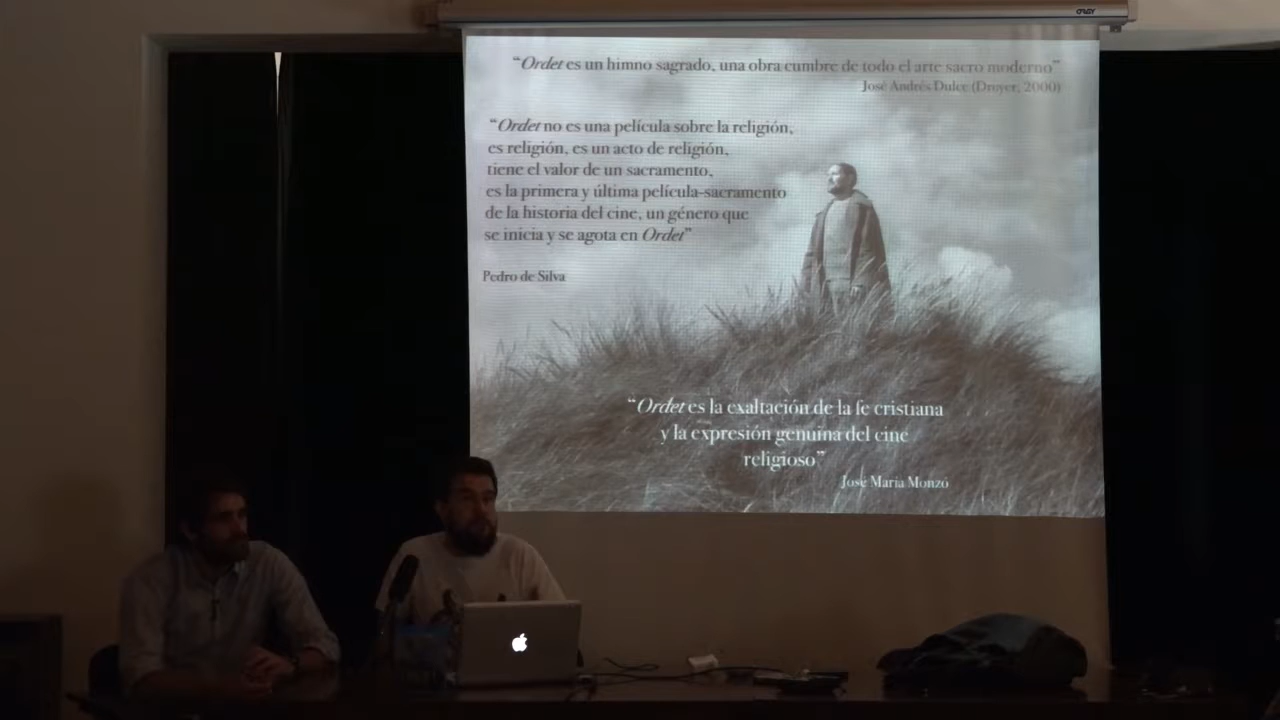 ORAY
“Ordet es un himno sagrado, una obra cumbre de todo el arte sacro moderno”
José Andrés Dulce (Dreyer, 2000)
“Ordet no es una película sobre la religión,
es religión, es un acto de religión,
tiene el valor de un sacramento,
es la primera y última película-sacramento
de la historia del cine, un género que
se inicia y se agota en Ordet”
Pedro de Silva
“Ordet es la exaltación de la fe cristiana
y la expresión genuina del cine
religioso”
José María Monzó